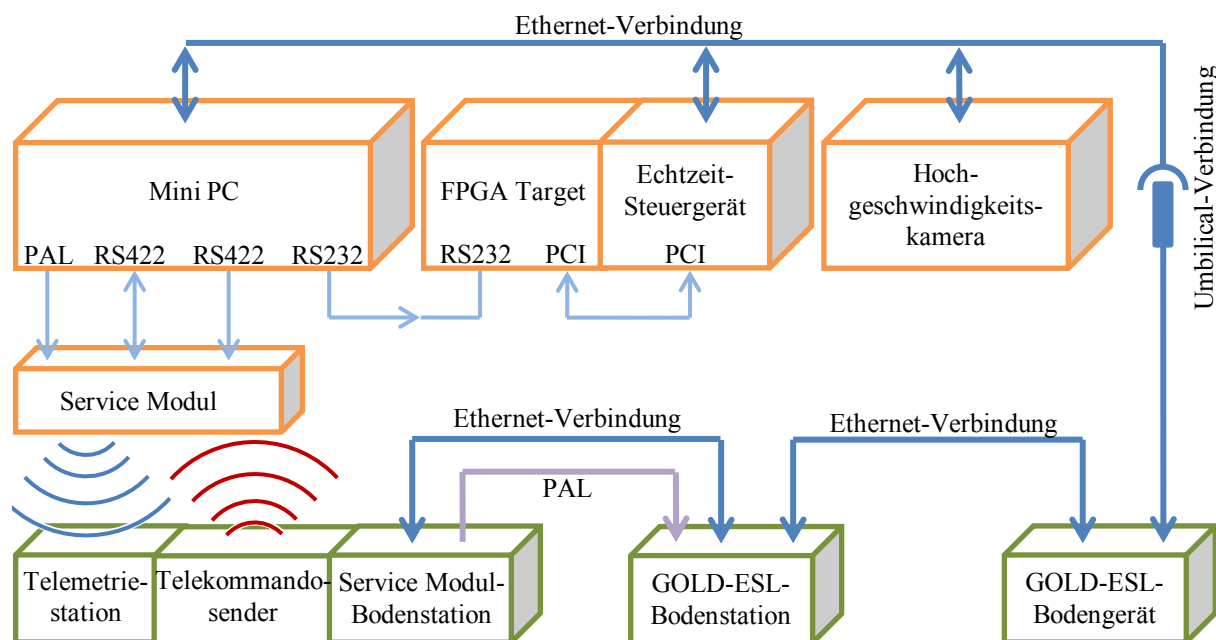 Ethernet-Verbindung
Mini PC
FPGA Target
Echtzeit-
Steuergerät
Hoch-
geschwindigkeits-
kamera
Umbilical-Verbindung
PAL RS422 RS422 RS232
RS232 PCI
PCI
Service Modul
Ethernet-Verbindung
Ethernet-Verbindung
PAL
Telemetrie-
station
Telekommando-
sender
Service Modul-
Bodenstation
GOLD-ESL-
Bodenstation
GOLD-ESL-
Bodengerät